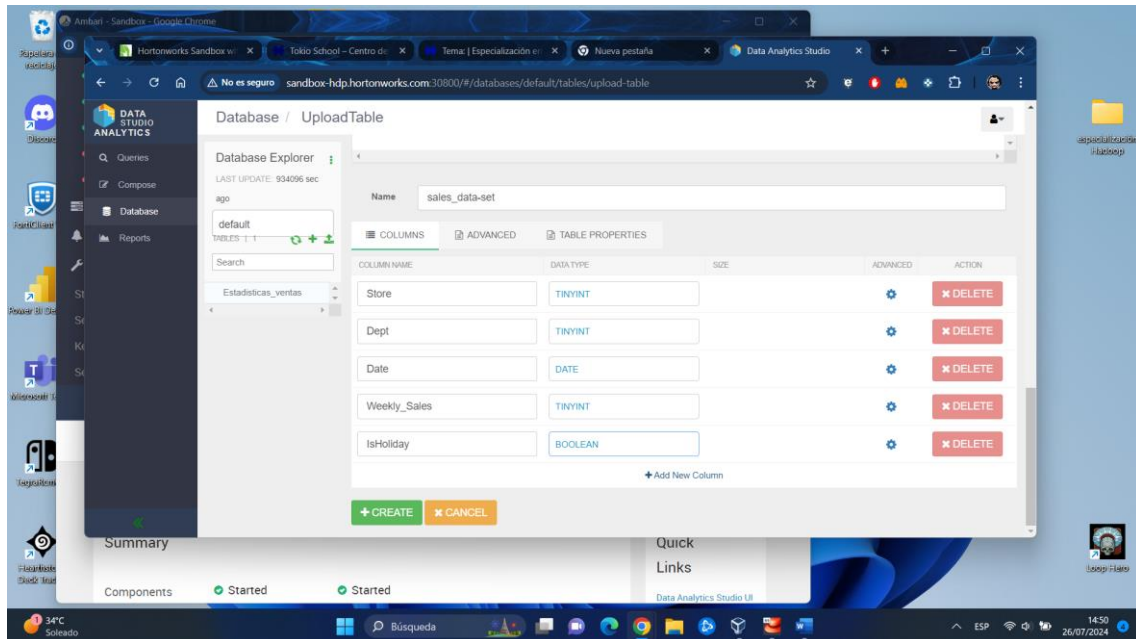 Ambari - Sandbox - Google Chrome
Hortonworks Sandbox wi
Tokio School – Centro de
Tema: | Especialización en
Nueva pestaña
Data Analytics Studio
No es seguro
sandbox-hdp.hortonworks.com:30800/#/databases/default/tables/upload-table
DATA
STUDIO
ANALYTICS
Queries
Compose
Database
Reports
Database / UploadTable
Database Explorer
LAST UPDATE: 934096 sec
ago
default
TABLES | 1
Search
Estadisticas_ventas
Name sales_data-set
COLUMNS ADVANCED TABLE PROPERTIES
COLUMN NAME DATA TYPE SIZE ADVANCED ACTION
Store TINYINT DELETE
Dept TINYINT DELETE
Date DATE DELETE
Weekly_Sales TINYINT DELETE
IsHoliday BOOLEAN DELETE
+Add New Column
+ CREATE
CANCEL
Summary
Components
Started
Started
Quick
Links
Data Analytics Studio UI
Papelera
reciclaj
Discord
FortiClient
Power BI De
Microsoft T
especialización
Hadoop
Loop Hero
34°C
Soleado
Búsqueda
ESP
14:50
26/07/2024